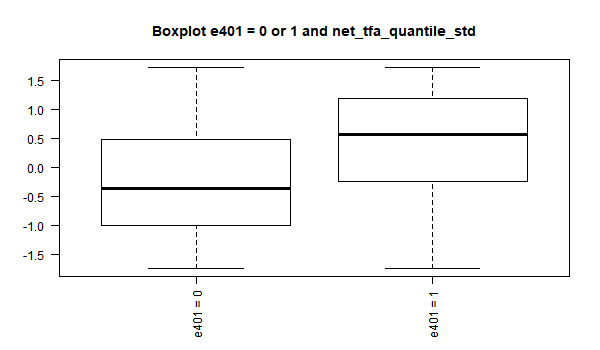 Boxplot e401 = 0 or 1 and net_tfa_quantile_std
1.5
1.0
0.5
0.0
-0.5
-1.0
-1.5
e401 = 0
e401 = 1